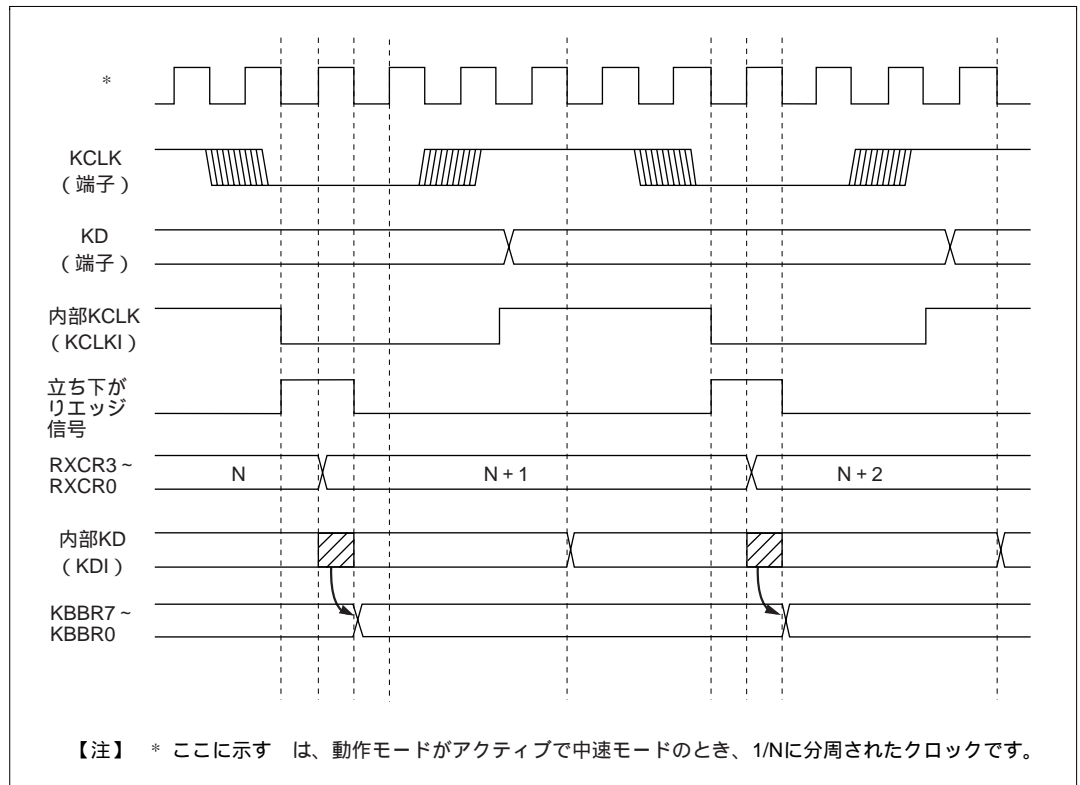 *
KCLK
（端子）
KD
（端子）
内部KCLK
（KCLKI）
立ち下が
りエッジ
信号
RXCR3～
RXCR0
N
N + 1
N + 2
内部KD
（KDI）
KBBR7～
KBBR0
【注】 * ここに示す　は、動作モードがアクティブで中速モードのとき、1/Nに分周されたクロックです。